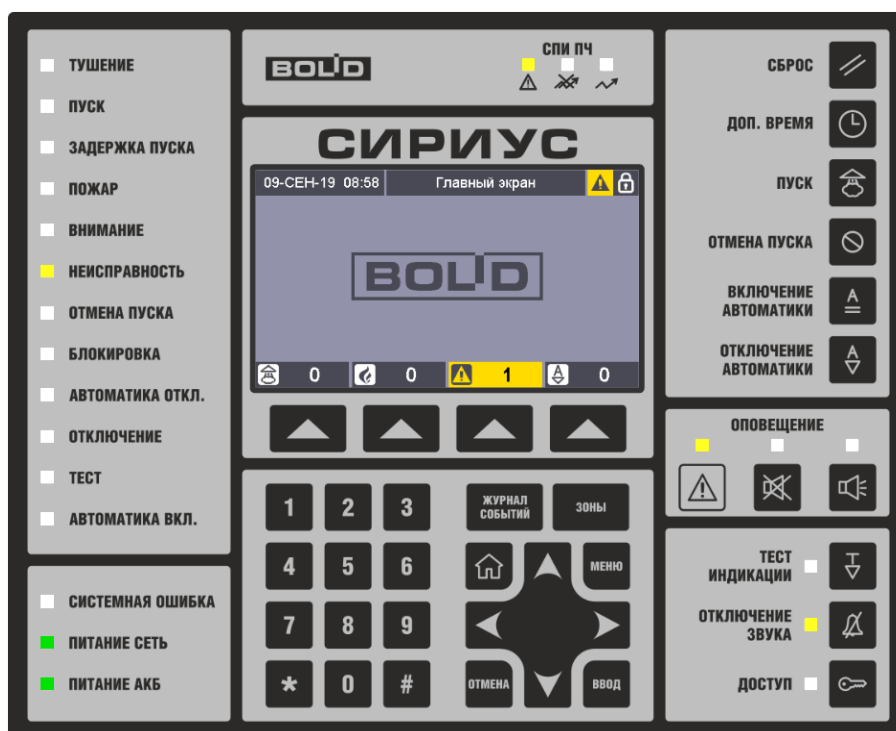 ТУШЕНИЕ
ПУСК
ЗАДЕРЖКА ПУСКА
ПОЖАР
ВНИМАНИЕ
НЕИСПРАВНОСТЬ
ОТМЕНА ПУСКА
БЛОКИРОВКА
АВТОМАТИКА ОТКЛ.
ОТКЛЮЧЕНИЕ
ТЕСТ
АВТОМАТИКА ВКЛ.
СИСТЕМНАЯ ОШИБКА
ПИТАНИЕ СЕТЬ
ПИТАНИЕ АКБ
BOLID
СПИ ПЧ
СИРИУС
09-СЕН-19 08:58
Главный экран
BOLID
0
0
1
0
1
2
3
4
5
6
7
8
9
*
0
#
ЖУРНАЛ
СОБЫТИЙ
ЗОНЫ
МЕНЮ
ОТМЕНА
ВВОД
СБРОС
ДОП. ВРЕМЯ
ПУСК
ОТМЕНА ПУСКА
ВКЛЮЧЕНИЕ
АВТОМАТИКИ
A
ОТКЛЮЧЕНИЕ
АВТОМАТИКИ
A
ОПОВЕЩЕНИЕ
ТЕСТ
ИНДИКАЦИИ
ОТКЛЮЧЕНИЕ
ЗВУКА
ДОСТУП